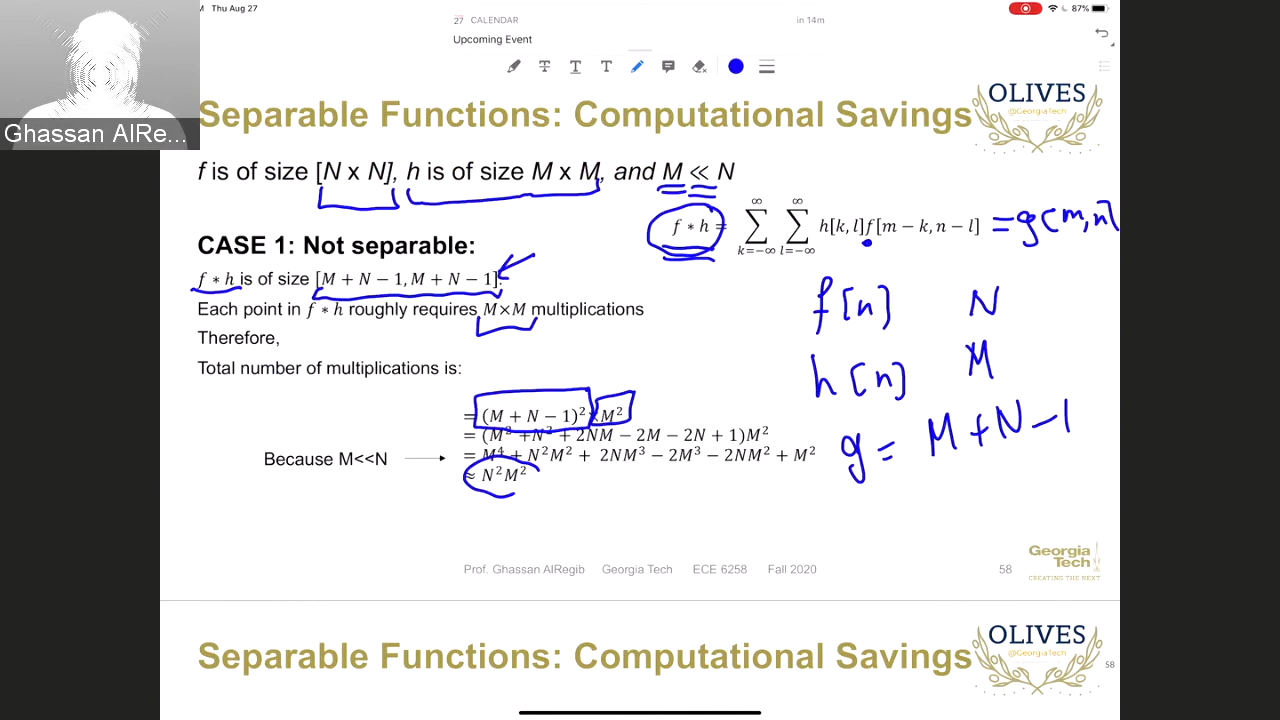 Thu Aug 27
27 CALENDAR
in 14m
87%
Upcoming Event
T T T
Ghassan AlRe...
Separable Functions: Computational Savings
OLIVES
@GeorgiaTech
f is of size [N x N], h is of size M x M, and M ≪ N
f ∗ h = ∑_{k=−∞}^{∞} ∑_{l=−∞}^{∞} h[k, l]f[m − k, n − l] = g[m, n]
CASE 1: Not separable:
f ∗ h is of size [M + N − 1, M + N − 1].
Each point in f ∗ h roughly requires M×M multiplications
Therefore,
Total number of multiplications is:
= (M + N − 1)² × M²
= (M² + N² + 2NM − 2M − 2N + 1)M²
Because M<<N
= M⁴ + N²M² + 2NM³ − 2M³ − 2NM² + M²
≈ N²M²
f[n] N
h[n] M
g = M + N − 1
Prof. Ghassan AlRegib Georgia Tech ECE 6258 Fall 2020
58
Georgia
Tech
CREATING THE NEXT
Separable Functions: Computational Savings
OLIVES
@GeorgiaTech
58